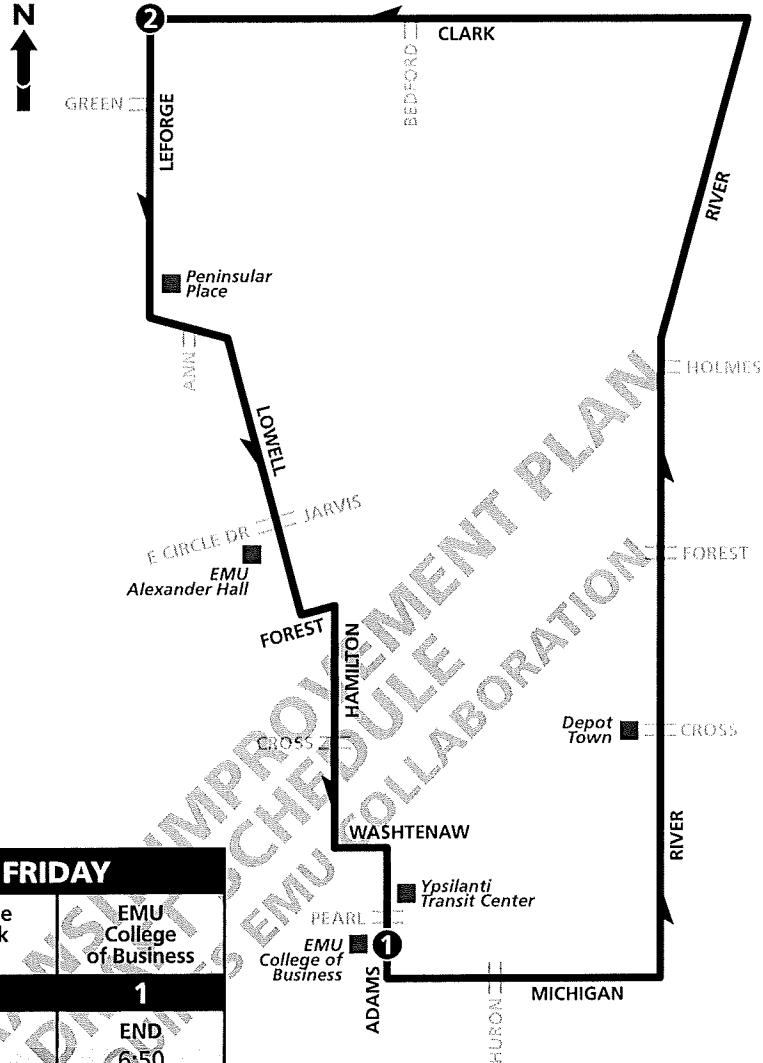 N
2
CLARK
BEDFORD
GREEN
LEFORGE
RIVER
Peninsular
Place
ANN
HOLMES
LOWELL
E CIRCLE DR
JARVIS
EMU
Alexander Hall
FOREST
FOREST
HAMILTON
CROSS
Depot
Town
CROSS
WASHTENAW
RIVER
Ypsilanti
Transit Center
PEARL
EMU
College of
Business
1
ADAMS
MICHIGAN
HURON
IMPROVEMENT PLAN
SCHEDULE
EMU COLLABORATION
FRIDAY
EMU
College
of Business
1
END
6:50